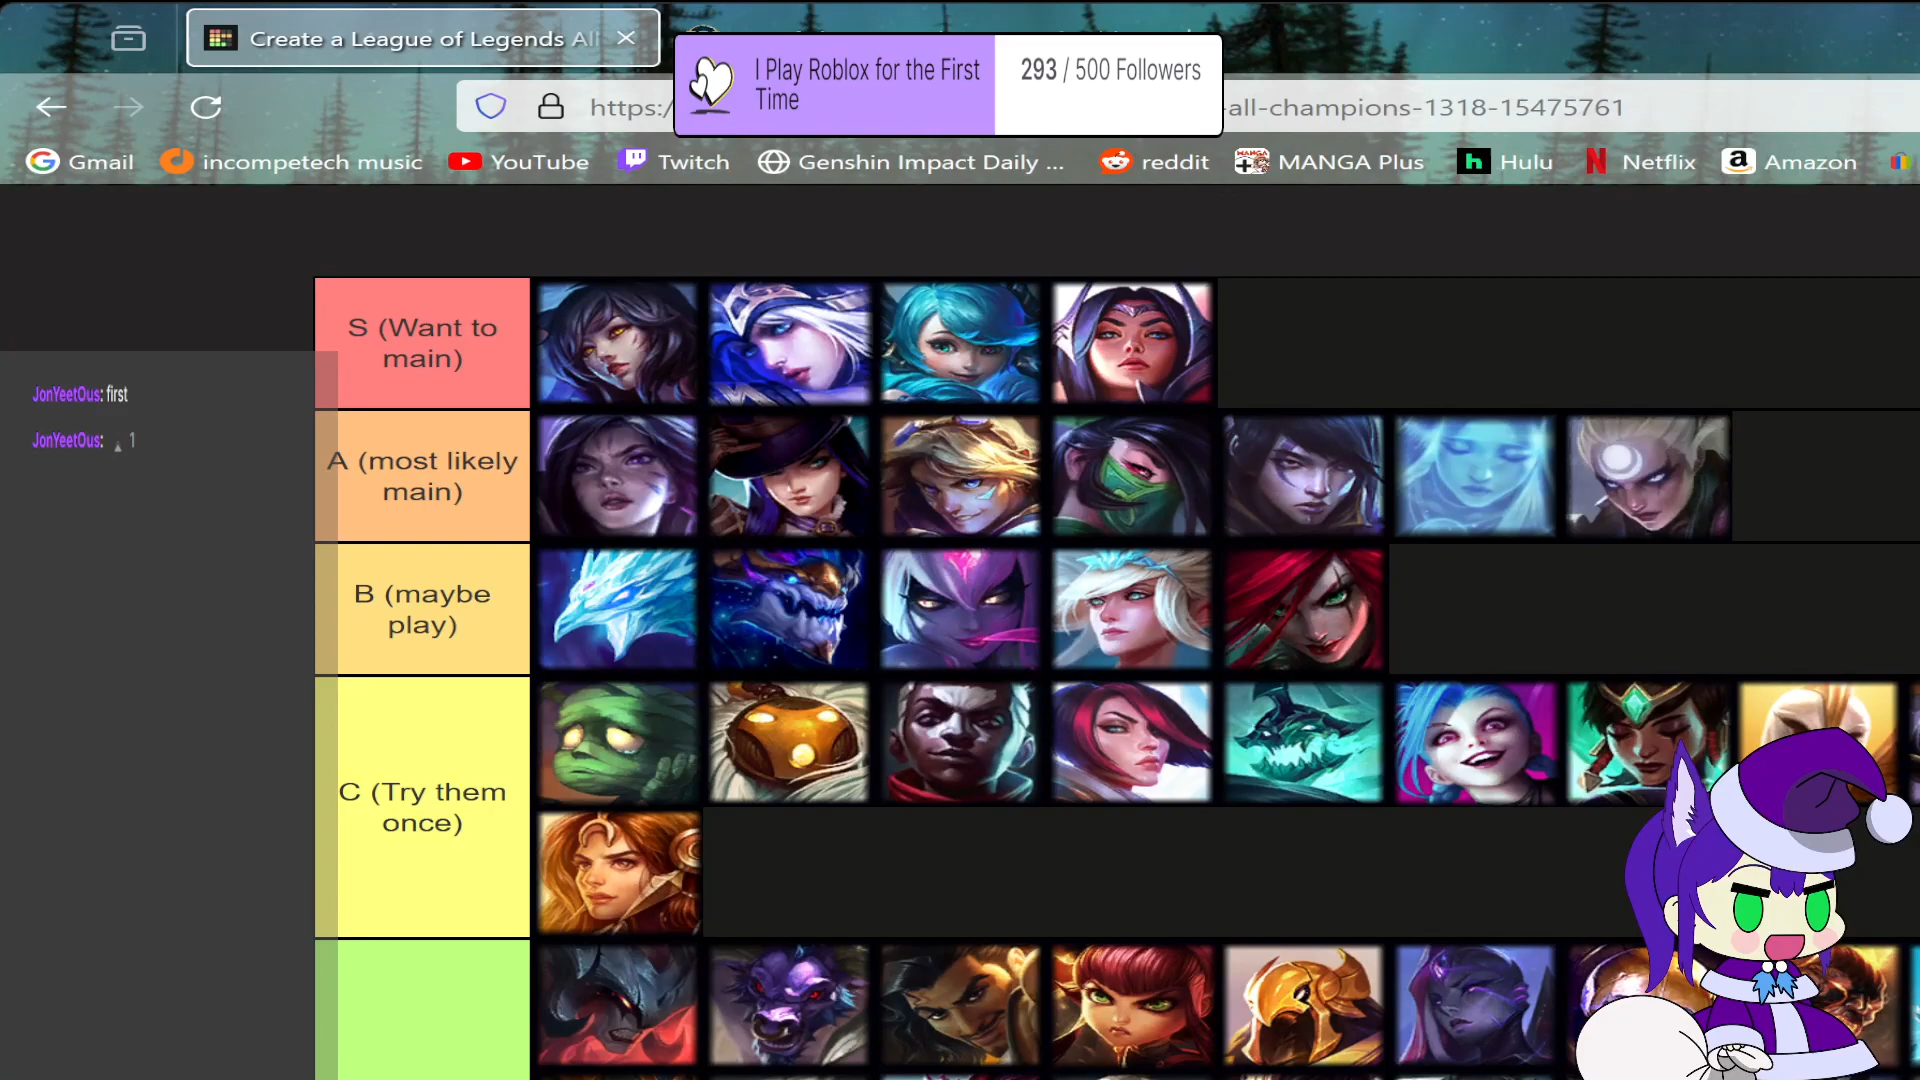 Create a League of Legends All
I Play Roblox for the First
Time
293 / 500 Followers
https:/
-all-champions-1318-15475761
Gmail
incompetech music
YouTube
Twitch
Genshin Impact Daily ...
reddit
MANGA Plus
Hulu
Netflix
Amazon
S (Want to
main)
JonYeetOus: first
JonYeetOus: 1
A (most likely
main)
B (maybe
play)
C (Try them
once)